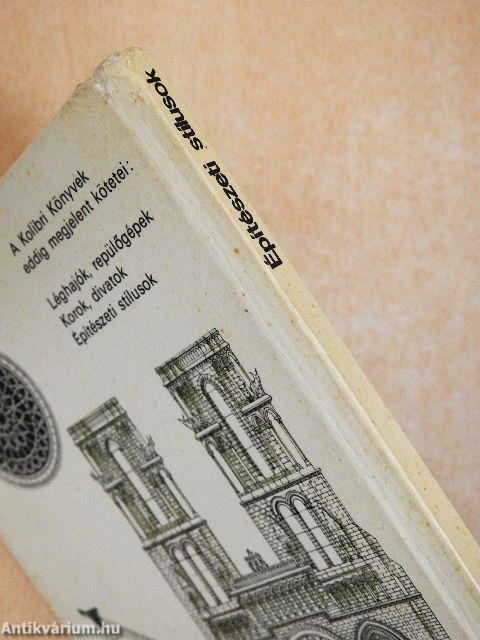 Építészeti stílusok
A Kolibri Könyvek
eddig megjelent kötetei:
Léghajók, repülőgépek
Korok, divatok
Építészeti stílusok
Antikvárium.hu